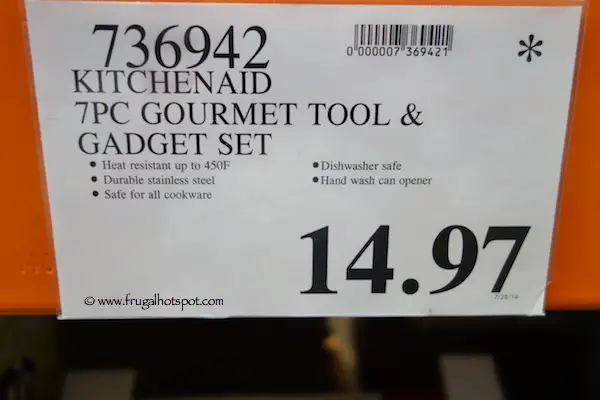 736942
0 000007 369421
*
KITCHENAID
7PC GOURMET TOOL &
GADGET SET
• Heat resistant up to 450F
• Durable stainless steel
• Safe for all cookware
• Dishwasher safe
• Hand wash can opener
14.97
7/28/14
© www.frugalhotspot.com